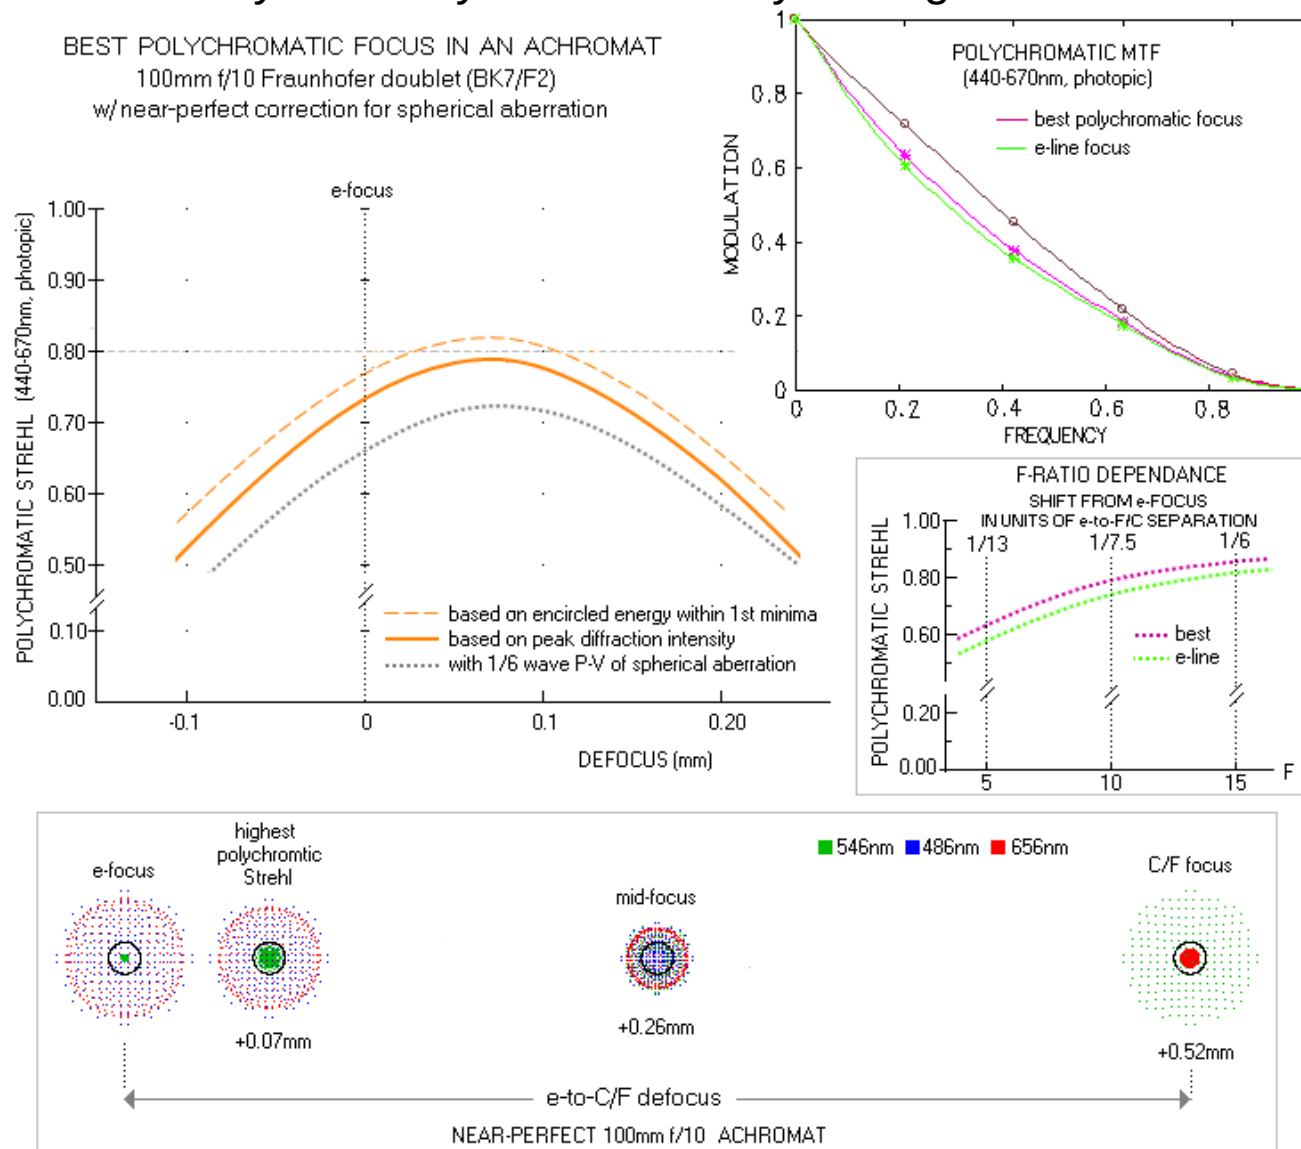 BEST POLYCHROMATIC FOCUS IN AN ACHROMAT
100mm f/10 Fraunhofer doublet (BK7/F2)
w/ near-perfect correction for spherical aberration
e-focus
POLYCHROMATIC STREHL (440-670nm, photopic)
1.00
0.90
0.80
0.70
0.60
0.50
0.10
0.00
based on encircled energy within 1st minima
based on peak diffraction intensity
with 1/6 wave P-V of spherical aberration
-0.1 0 0.1 0.20
DEFOCUS (mm)
POLYCHROMATIC MTF
(440-670nm, photopic)
best polychromatic focus
e-line focus
MODULATION
1
0.8
0.6
0.4
0.2
0
0 0.2 0.4 0.6 0.8
FREQUENCY
F-RATIO DEPENDANCE
SHIFT FROM e-FOCUS
IN UNITS OF e-to-F/C SEPARATION
1/13 1/7.5 1/6
POLYCHROMATIC STREHL
1.00
0.80
0.60
0.20
0.00
best
e-line
5 10 15 F
e-focus
highest
polychromtic
Strehl
+0.07mm
mid-focus
+0.26mm
546nm 486nm 656nm
C/F focus
+0.52mm
e-to-C/F defocus
NEAR-PERFECT 100mm f/10 ACHROMAT